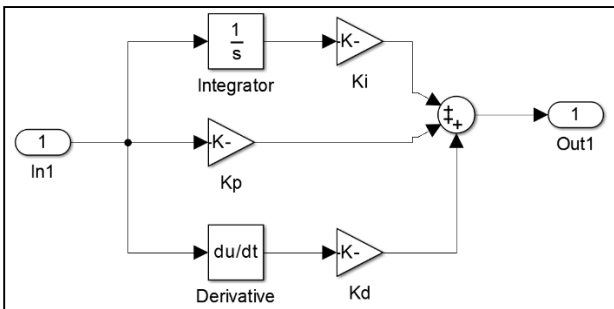 1
s
-K-
Integrator
Ki
1
In1
-K-
Kp
+
+
+
1
Out1
du/dt
-K-
Derivative
Kd